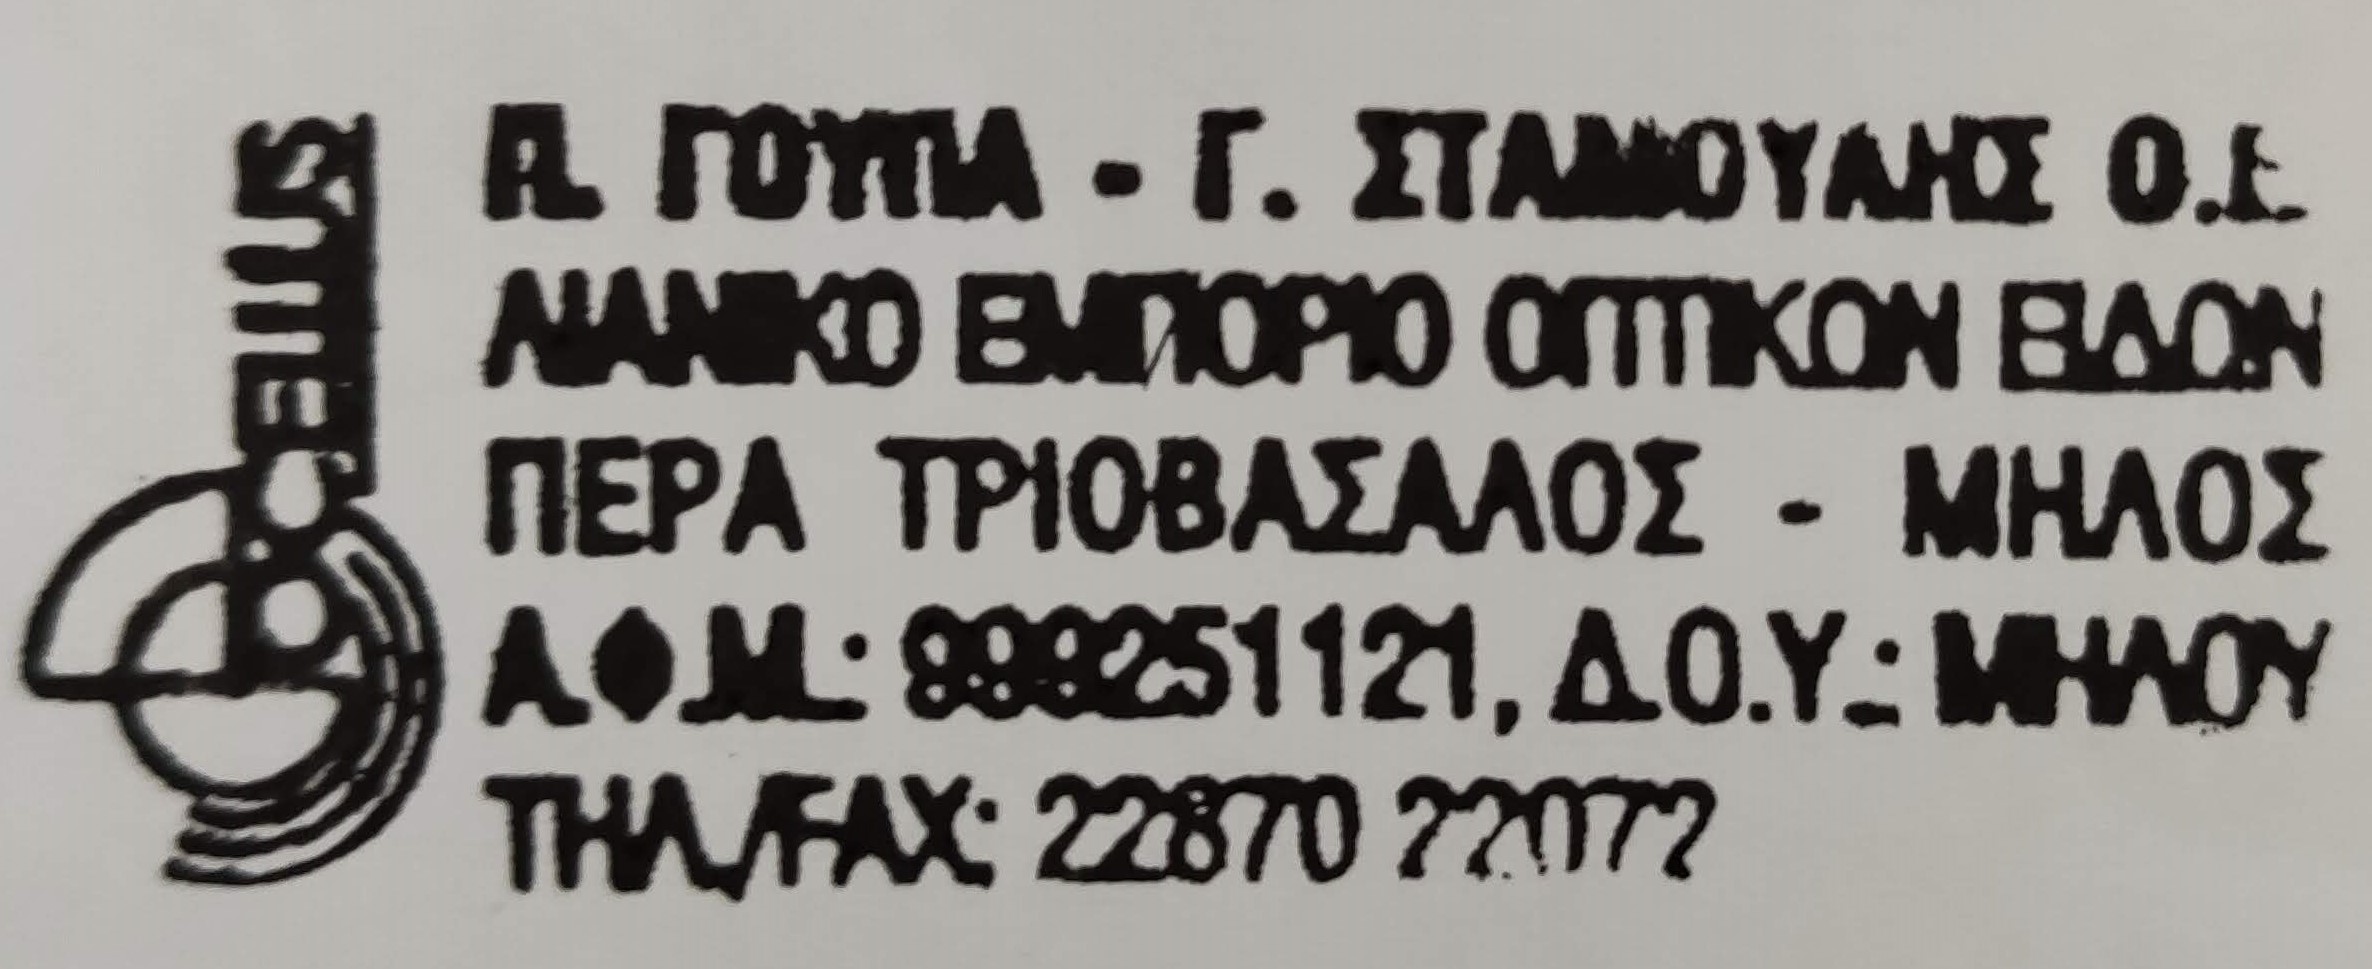 Π. ΓΟΥΠΑ - Γ. ΣΤΑΜΟΥΛΗΣ Ο.Ε.
ΛΙΑΝΙΚΟ ΕΜΠΟΡΙΟ ΟΠΤΙΚΩΝ ΕΙΔΩΝ
ΠΕΡΑ ΤΡΙΟΒΑΣΑΛΟΣ - ΜΗΛΟΣ
Α.Φ.Μ.: 999251121, Δ.Ο.Υ.: ΜΗΛΟΥ
ΤΗΛ/FAX: 22870 22072